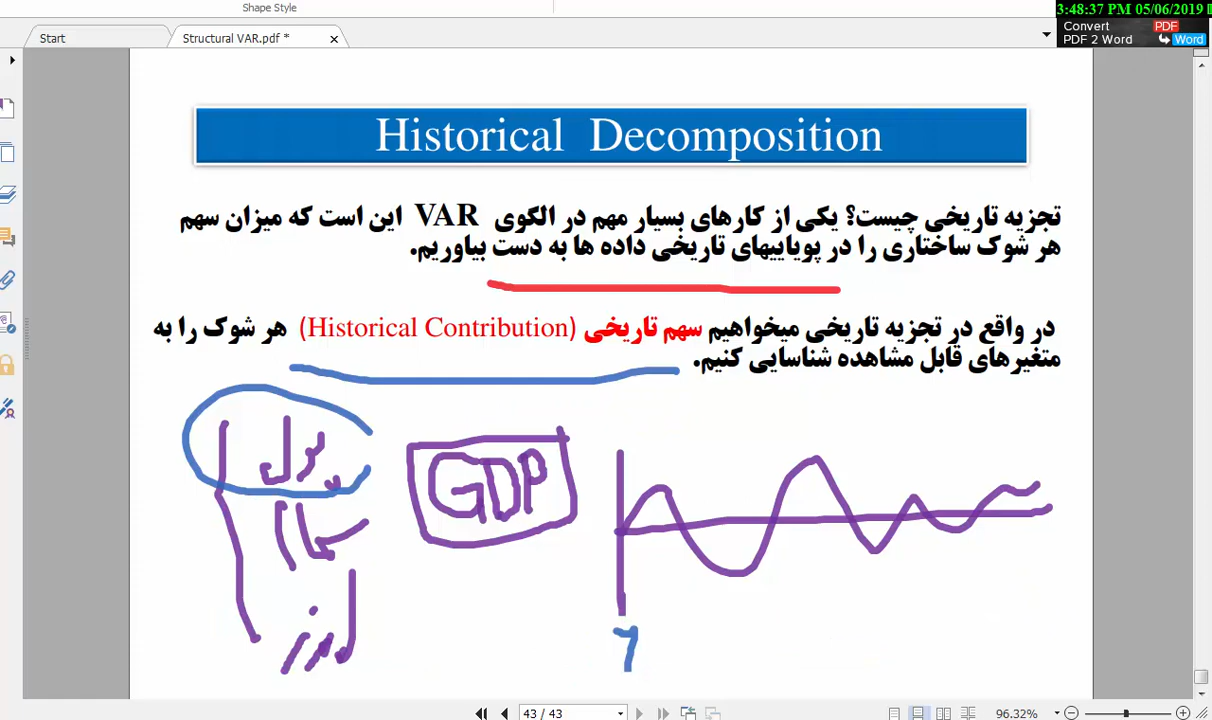 Shape Style
3:48:37 PM 05/06/2019
Convert PDF
PDF 2 Word Word
Start
Structural VAR.pdf * x
Historical Decomposition
تجزیه تاریخی چیست؟ یکی از کارهای بسیار مهم در الگوی VAR این است که میزان سهم
هر شوک ساختاری را در پویاییهای تاریخی داده ها به دست بیاوریم.
در واقع در تجزیه تاریخی میخواهیم سهم تاریخی (Historical Contribution) هر شوک را به
متغیرهای قابل مشاهده شناسایی کنیم.
پول
GDP
43 / 43
96.32%